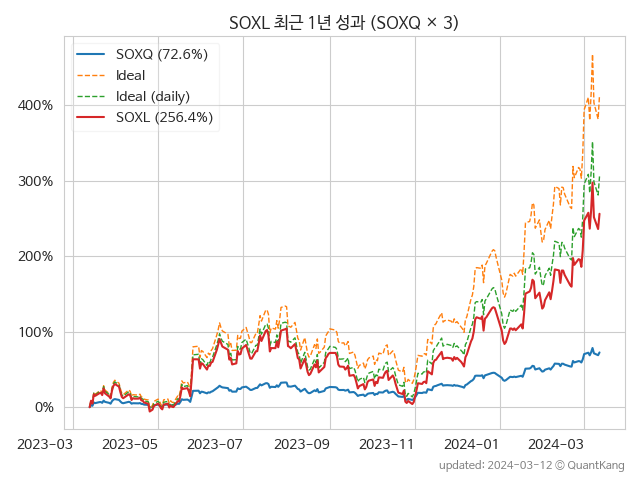 SOXL 최근 1년 성과 (SOXQ × 3)
SOXQ (72.6%)
Ideal
Ideal (daily)
SOXL (256.4%)
400%
300%
200%
100%
0%
2023-03 2023-05 2023-07 2023-09 2023-11 2024-01 2024-03
updated: 2024-03-12 © QuantKang